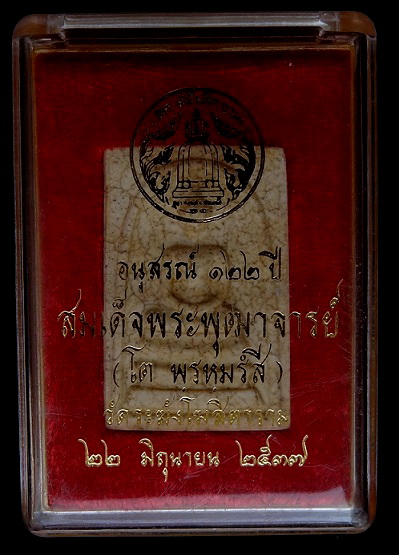 อนุสรณ์ ๑๒๒ ปี
สมเด็จพระพุฒาจารย์
(โต พฺรหฺมรํสี)
วัดระฆังโฆสิตาราม
๒๒ มิถุนายน ๒๕๓๗